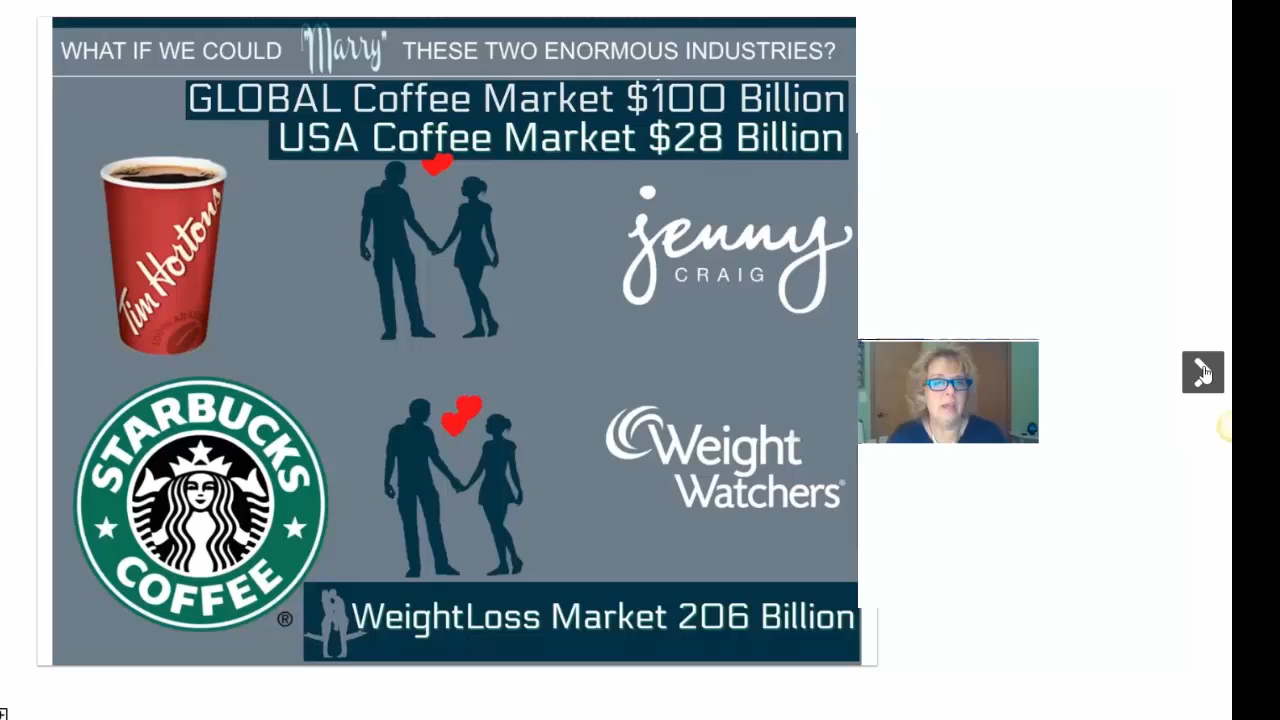 WHAT IF WE COULD "Marry" THESE TWO ENORMOUS INDUSTRIES?
GLOBAL Coffee Market $100 Billion
USA Coffee Market $28 Billion
Tim Hortons
jenny
CRAIG
STARBUCKS
COFFEE
®
Weight
Watchers®
WeightLoss Market 206 Billion